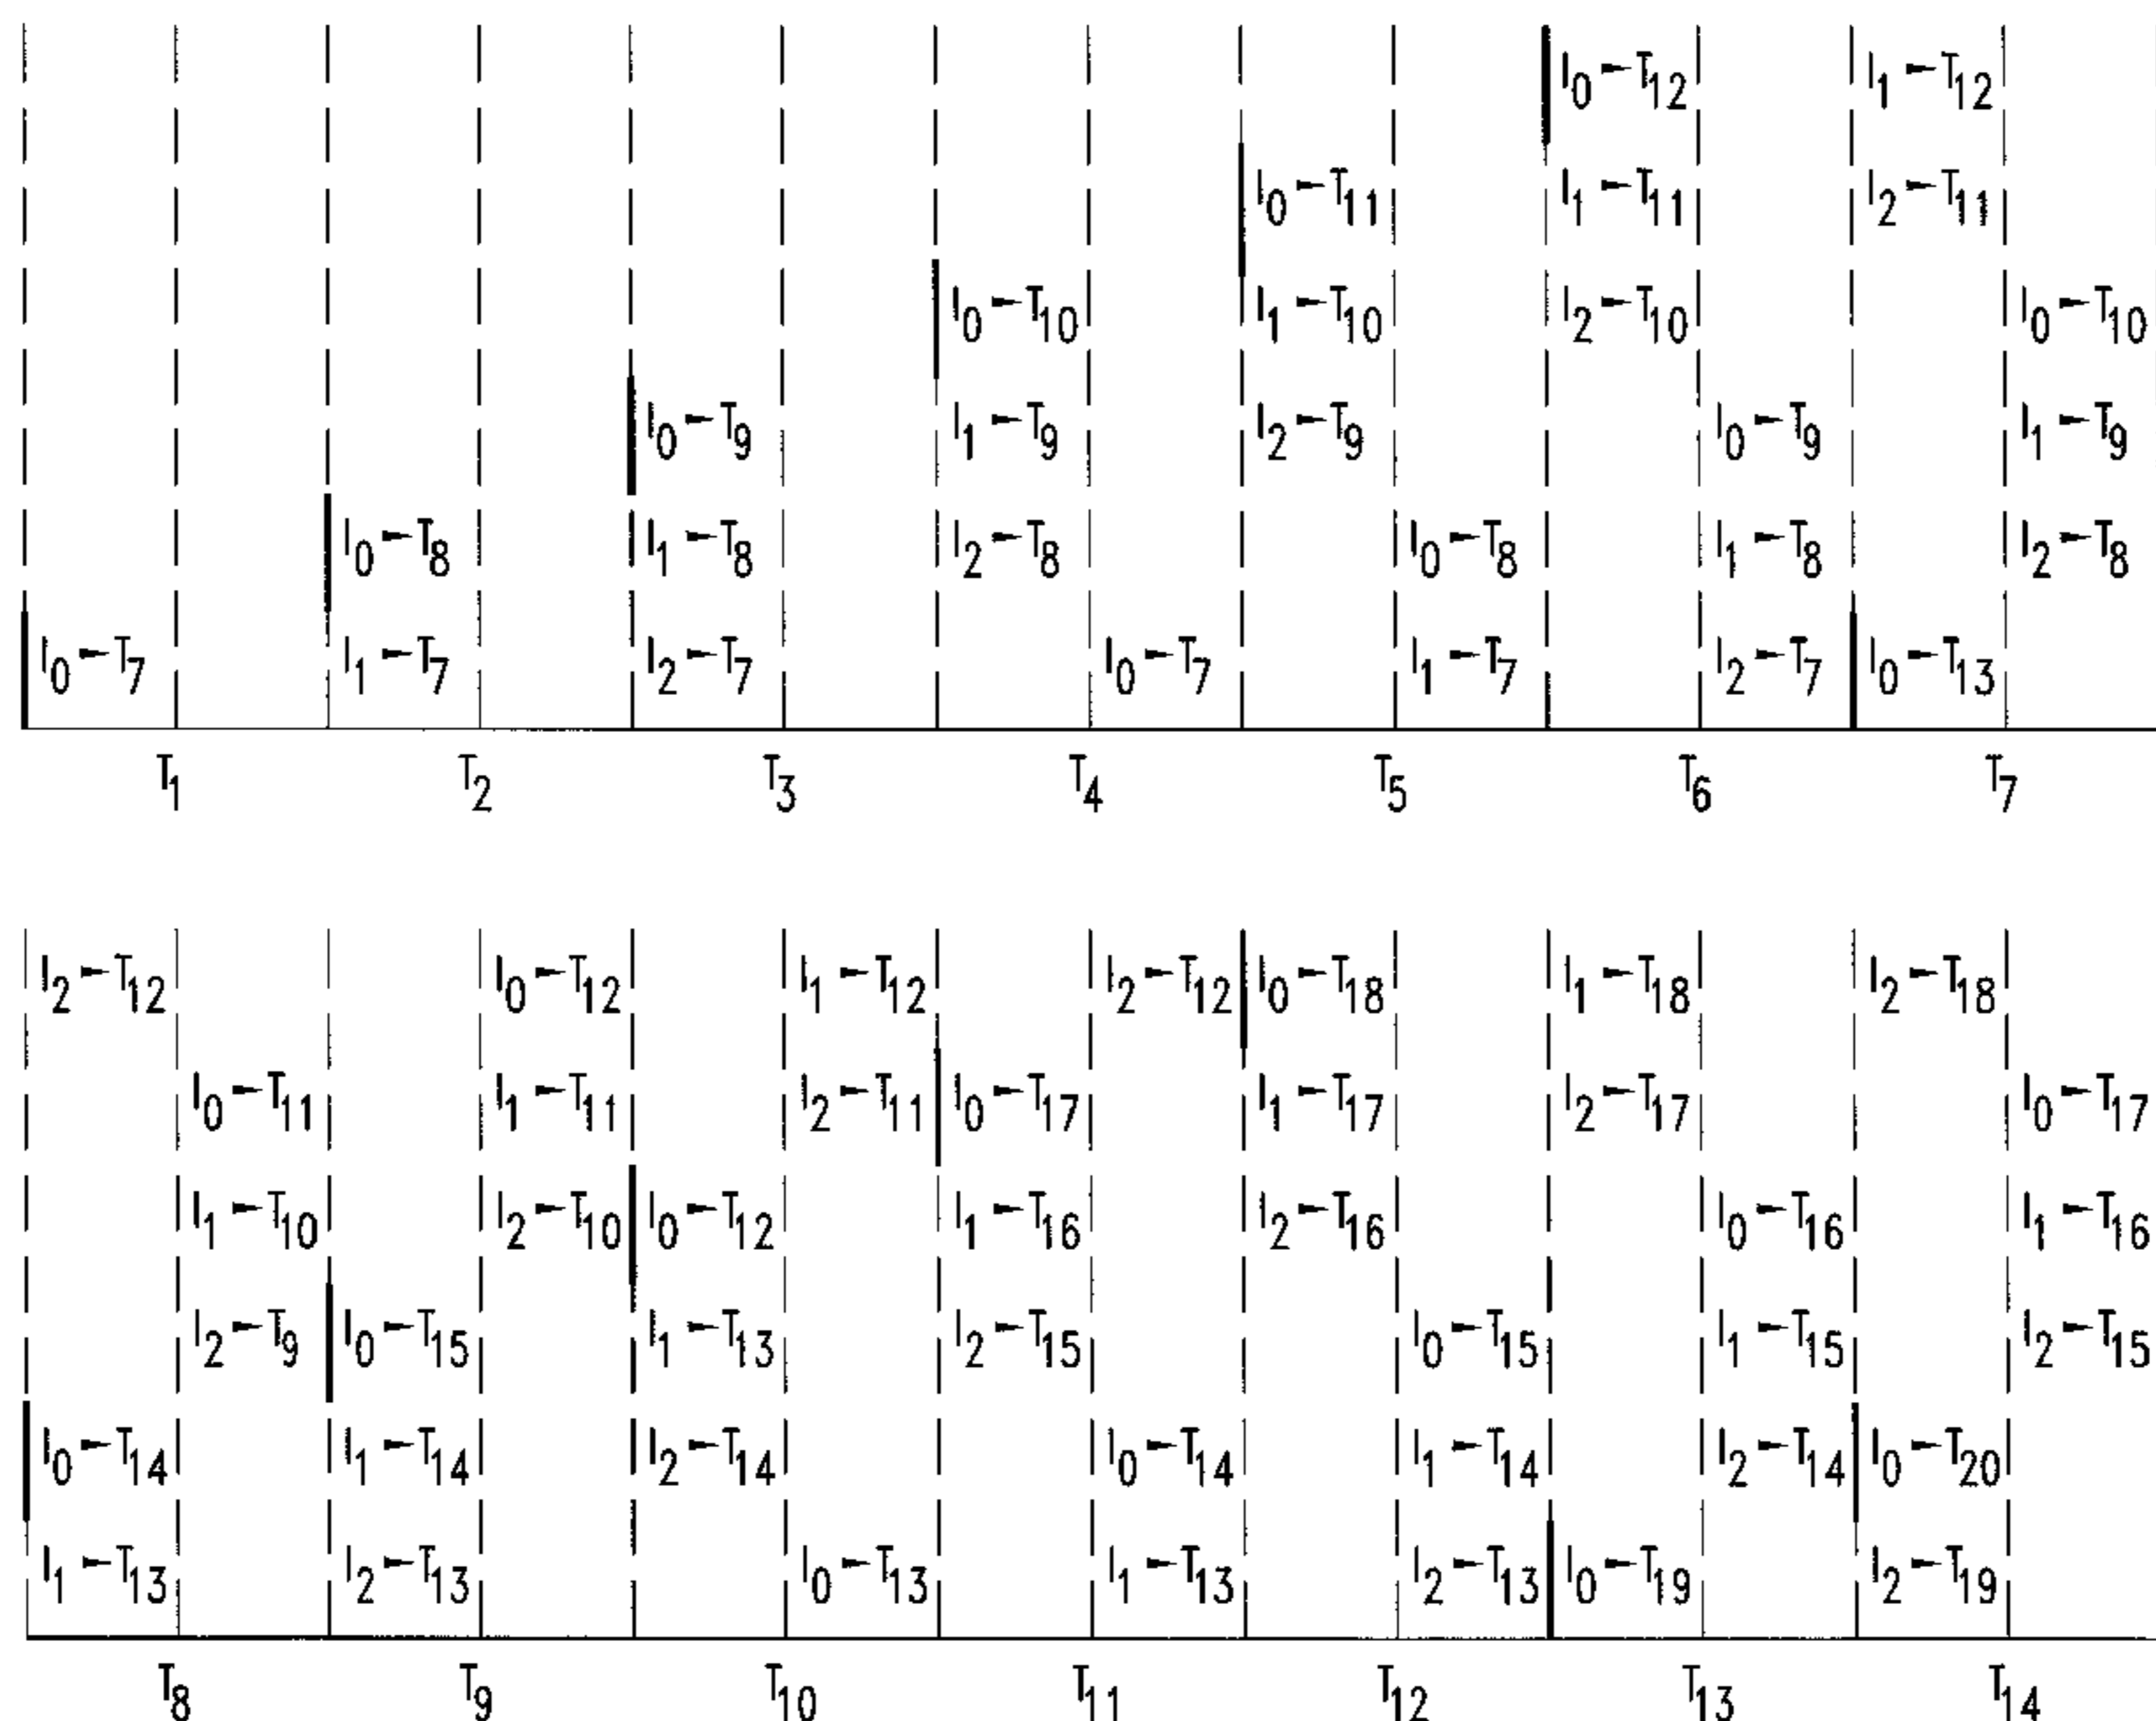 I0→T12 I1→T12
I0→T11 I1→T11 I2→T11
I0→T10 I1→T10 I2→T10 I0→T10
I0→T9 I1→T9 I2→T9 I0→T9 I1→T9
I0→T8 I1→T8 I2→T8 I0→T8 I1→T8 I2→T8
I0→T7 I1→T7 I2→T7 I0→T7 I1→T7 I2→T7 I0→T13
T1 T2 T3 T4 T5 T6 T7
I2→T12 I0→T12 I1→T12 I2→T12 I0→T18 I1→T18 I2→T18
I0→T11 I1→T11 I2→T11 I0→T17 I1→T17 I2→T17 I0→T17
I1→T10 I2→T10 I0→T12 I1→T16 I2→T16 I0→T16 I1→T16
I2→T9 I0→T15 I1→T13 I2→T15 I0→T15 I1→T15 I2→T15
I0→T14 I1→T14 I2→T14 I0→T14 I1→T14 I2→T14 I0→T20
I1→T13 I2→T13 I0→T13 I1→T13 I2→T13 I0→T19 I2→T19
T8 T9 T10 T11 T12 T13 T14